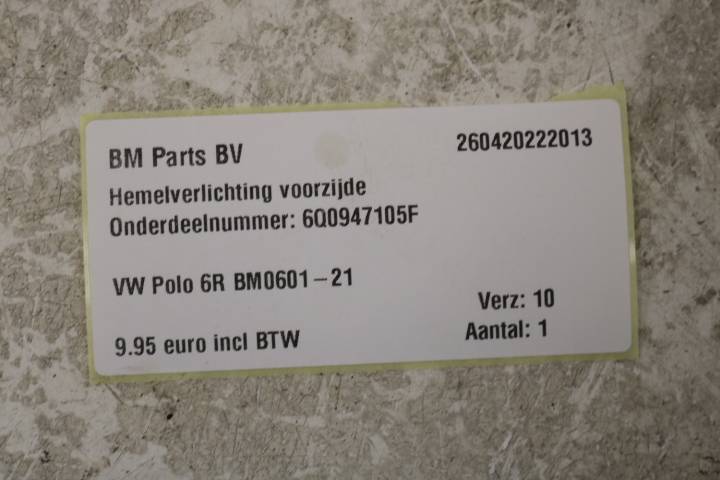 BM Parts BV 260420222013
Hemelverlichting voorzijde
Onderdeelnummer: 6Q0947105F
VW Polo 6R BM0601-21
Verz: 10
9.95 euro incl BTW Aantal: 1